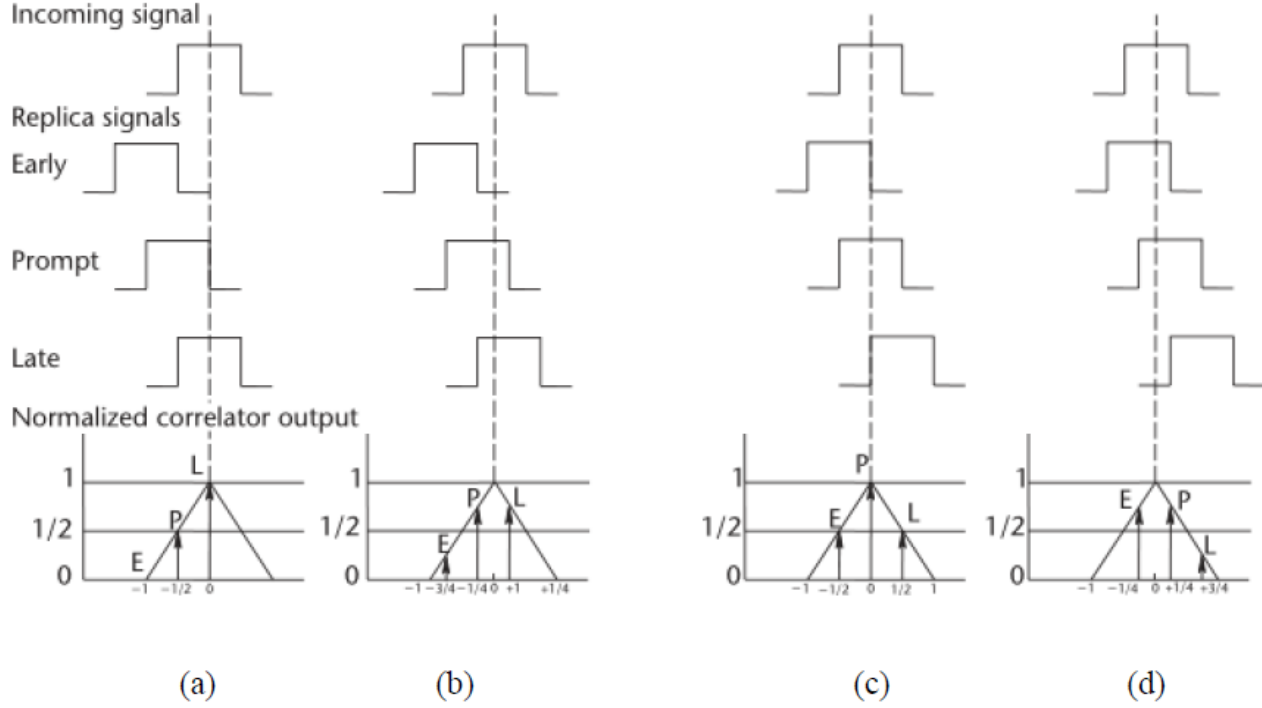 Incoming signal
Replica signals
Early
Prompt
Late
Normalized correlator output
1 L 1 1 P 1
1/2 P 1/2 P L 1/2 E L 1/2 E P
0 E 0 E 0 0 L
−1 −1/2 0 −1 −3/4 −1/4 0 +1 +1/4 −1 −1/2 0 1/2 1 −1 −1/4 0 +1/4 +3/4
(a) (b) (c) (d)